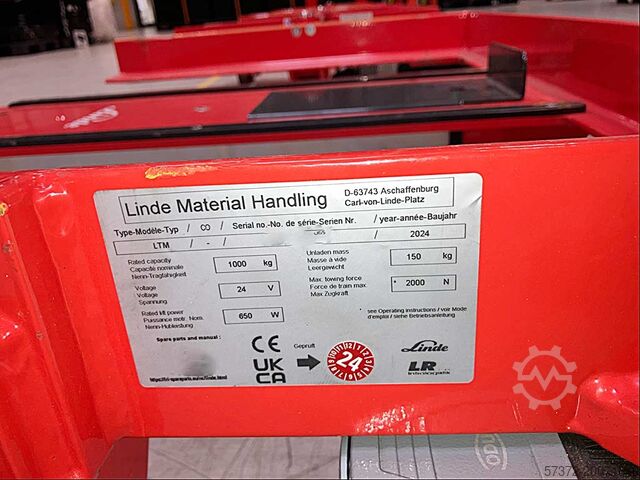 Linde Material Handling
D-63743 Aschaffenburg
Carl-von-Linde-Platz
Type-Modèle-Typ / CO / Serial no.-No. de série-Serien Nr. / year-année-Baujahr
LTM / - / / 2024
Rated capacity
Capacité nominale
Nenn-Tragfähigkeit
1000 kg
Unladen mass
Masse à vide
Leergewicht
150 kg
Voltage
Voltage
Spannung
24 V
Max. towing force
Force de train max.
Max Zugkraft
* 2000 N
Rated lift power
Puissance motr. Nom.
Nenn-Hubleistung
650 W
* see Operating instructions / voir Mode
d'emploi / siehe Betriebsanleitung
Spare parts and manual :
CE
UK
CA
Geprüft
24
Linde
LR